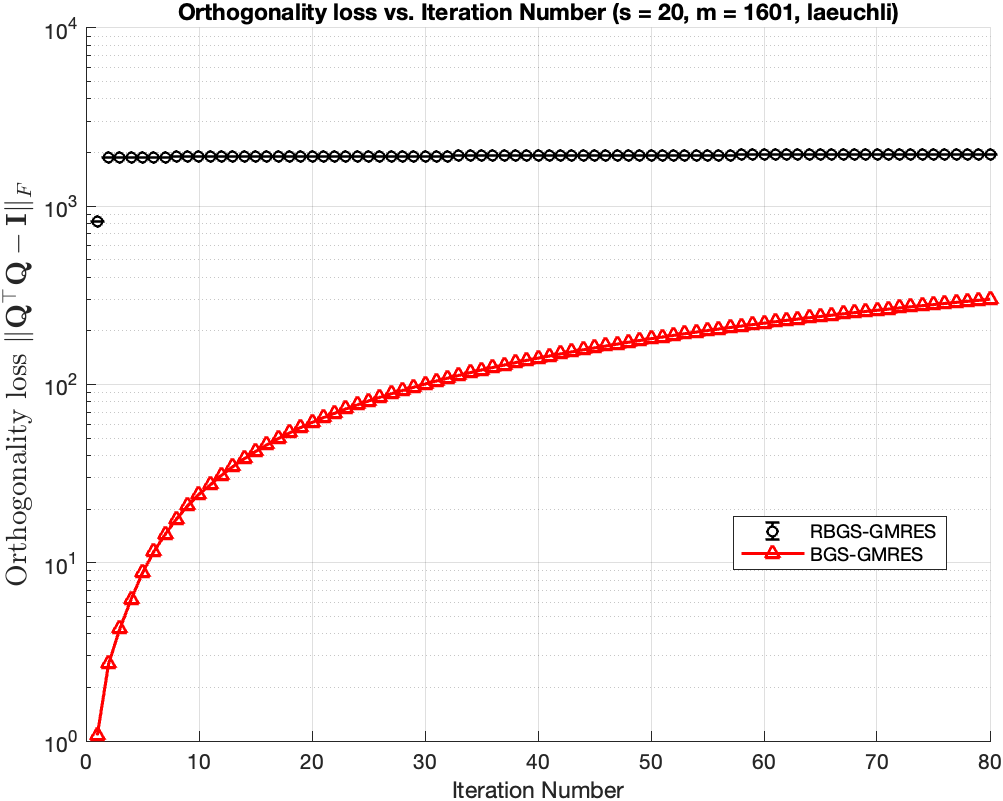 Orthogonality loss vs. Iteration Number (s = 20, m = 1601, laeuchli)
10^4
10^3
10^2
10^1
10^0
Orthogonality loss ||Q^⊤Q − I||_F
0 10 20 30 40 50 60 70 80
Iteration Number
RBGS-GMRES
BGS-GMRES